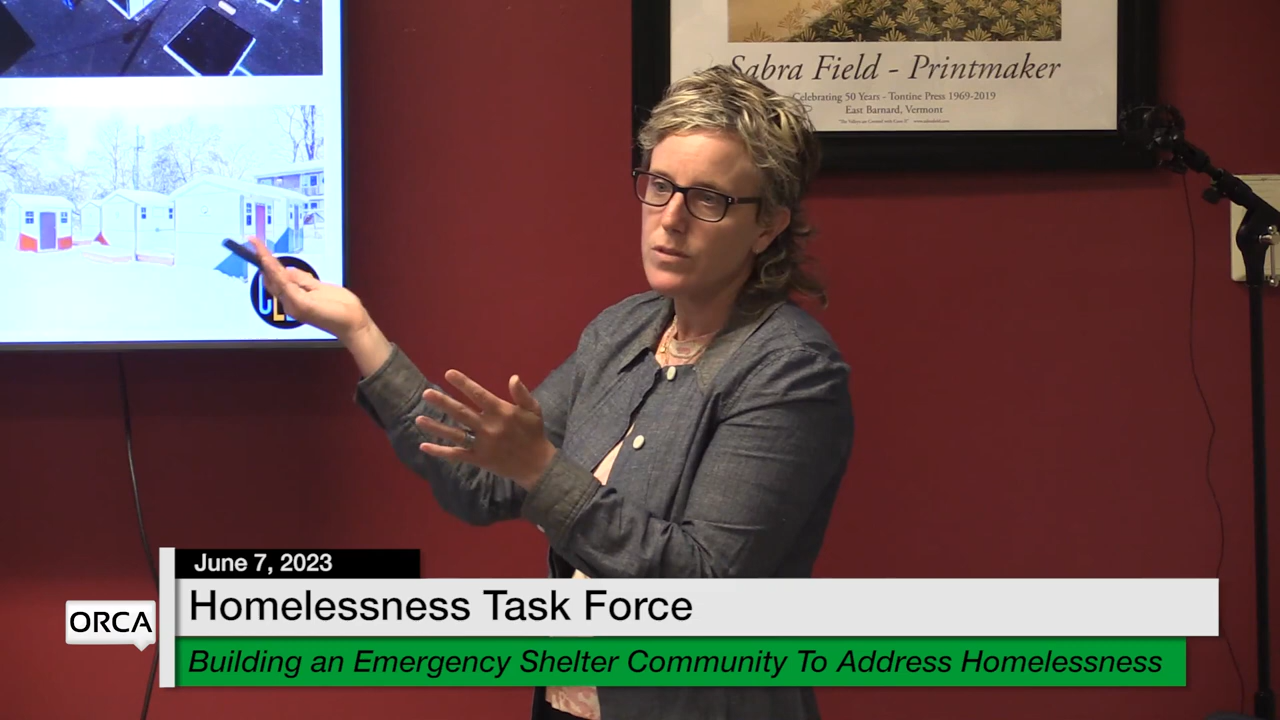 Sabra Field - Printmaker
Celebrating 50 Years - Tontine Press 1969-2019
East Barnard, Vermont
June 7, 2023
Homelessness Task Force
ORCA
Building an Emergency Shelter Community To Address Homelessness